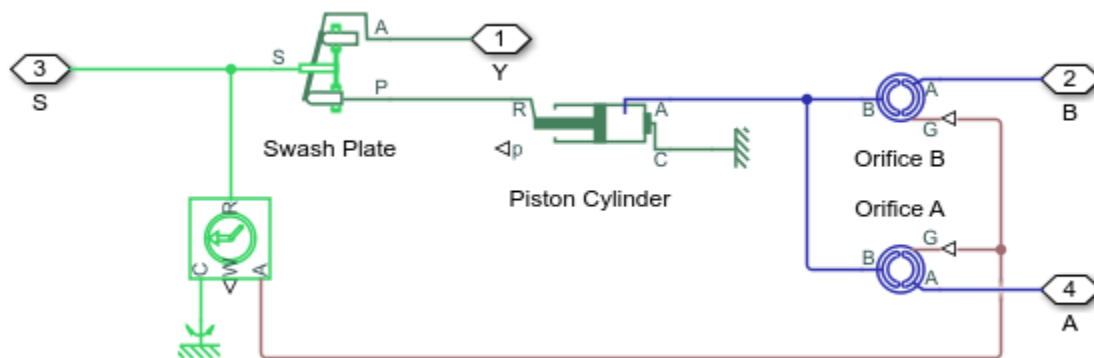 3
S
S
A
P
1
Y
Swash Plate
R
A
C
p
Piston Cylinder
B
A
G
2
B
Orifice B
Orifice A
G
B
A
4
A
R
C
W
A